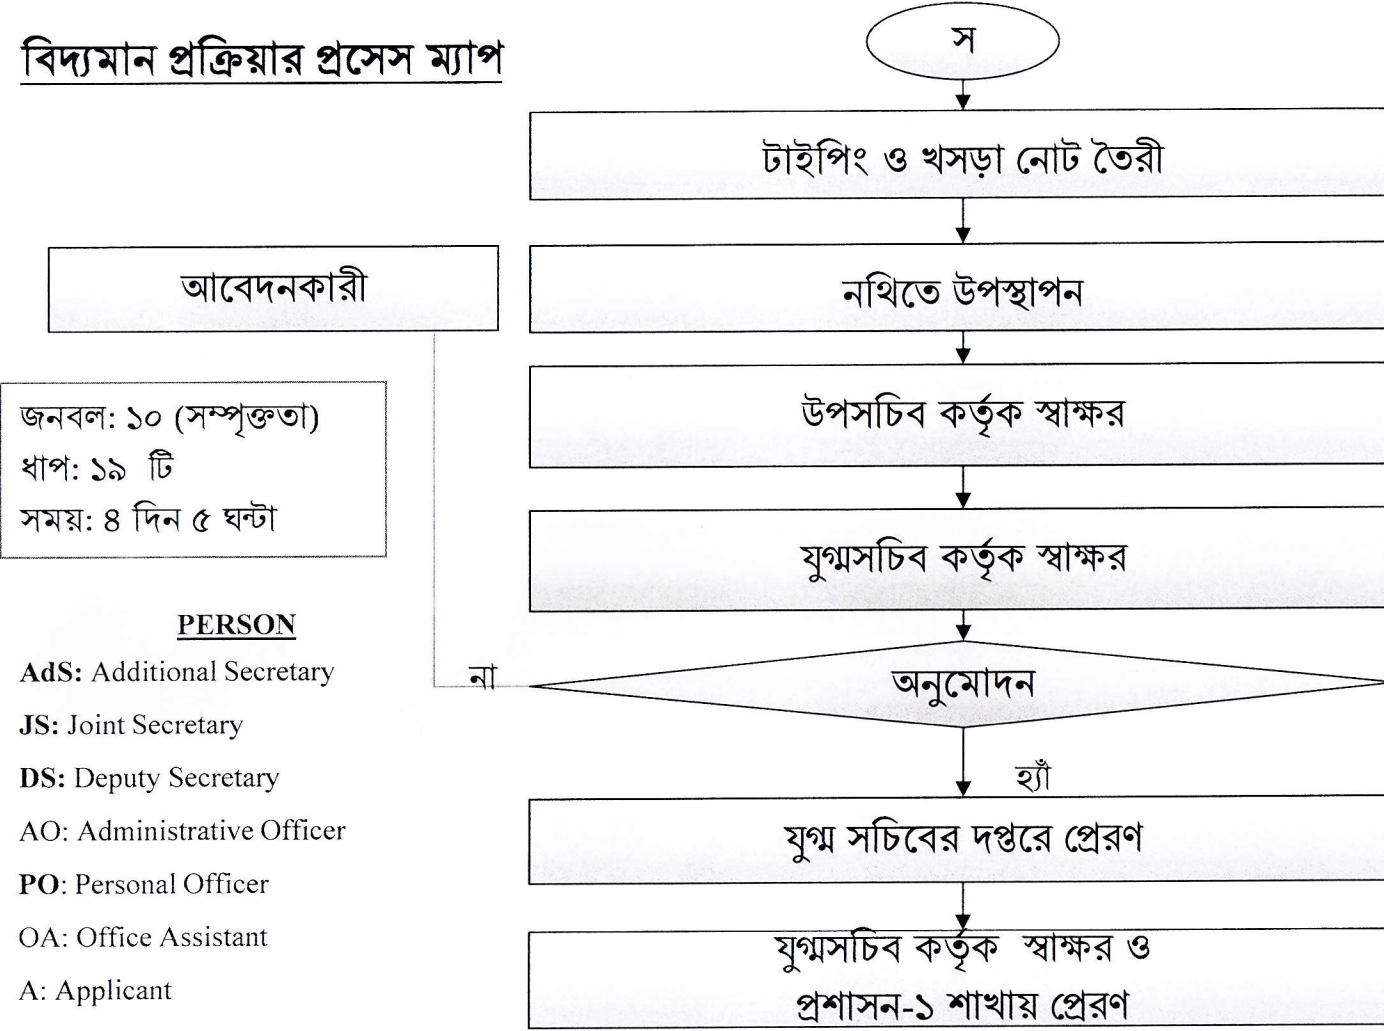 বিদ্যমান প্রক্রিয়ার প্রসেস ম্যাপ
স
টাইপিং ও খসড়া নোট তৈরী
আবেদনকারী
নথিতে উপস্থাপন
উপসচিব কর্তৃক স্বাক্ষর
জনবল: ১০ (সম্পৃক্ততা)
ধাপ: ১৯ টি
সময়: ৪ দিন ৫ ঘন্টা
যুগ্মসচিব কর্তৃক স্বাক্ষর
অনুমোদন
না
হ্যাঁ
PERSON
AdS: Additional Secretary
JS: Joint Secretary
DS: Deputy Secretary
AO: Administrative Officer
PO: Personal Officer
OA: Office Assistant
A: Applicant
যুগ্ম সচিবের দপ্তরে প্রেরণ
যুগ্মসচিব কর্তৃক স্বাক্ষর ও
প্রশাসন-১ শাখায় প্রেরণ